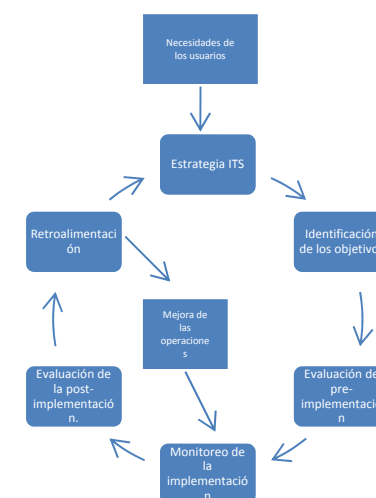 Necesidades de
los usuarios
Estrategia ITS
Retroalimentaci
ón
Identificación
de los objetivo
Mejora de
las
operacione
s
Evaluación de
la post-
implementació
n.
Evaluación de
pre-
implementació
n
Monitoreo de
la
implementació
n